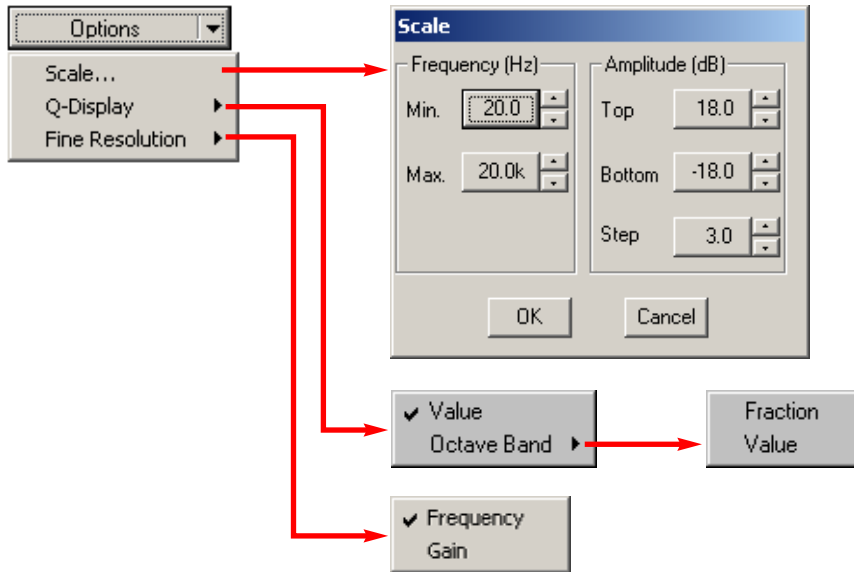 Options
Scale...
Q-Display
Fine Resolution
Scale
Frequency (Hz)
Min. 20.0
Max. 20.0k
Amplitude (dB)
Top 18.0
Bottom -18.0
Step 3.0
OK Cancel
Value
Octave Band
Fraction
Value
Frequency
Gain